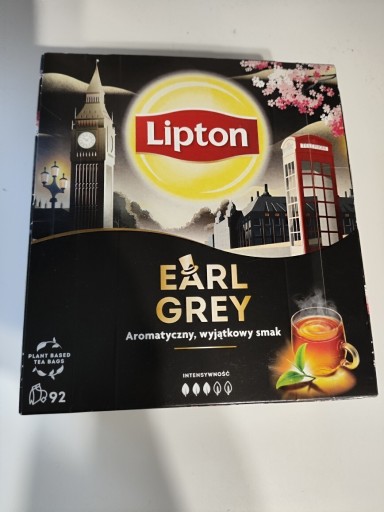 Lipton
EARL
GREY
Aromatyczny, wyjątkowy smak
PLANT BASED
TEA BAGS
92
INTENSYWNOŚĆ